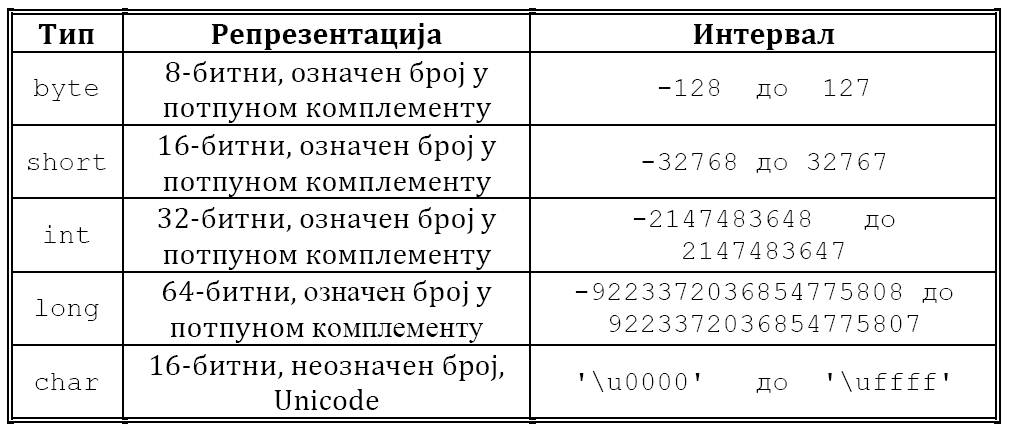 Тип Репрезентација Интервал
byte 8-битни, означен број у
потпуном комплементу -128 до 127
short 16-битни, означен број у
потпуном комплементу -32768 до 32767
int 32-битни, означен број у
потпуном комплементу -2147483648 до
2147483647
long 64-битни, означен број у
потпуном комплементу -9223372036854775808 до
9223372036854775807
char 16-битни, неозначен број,
Unicode '\u0000' до '\uffff'